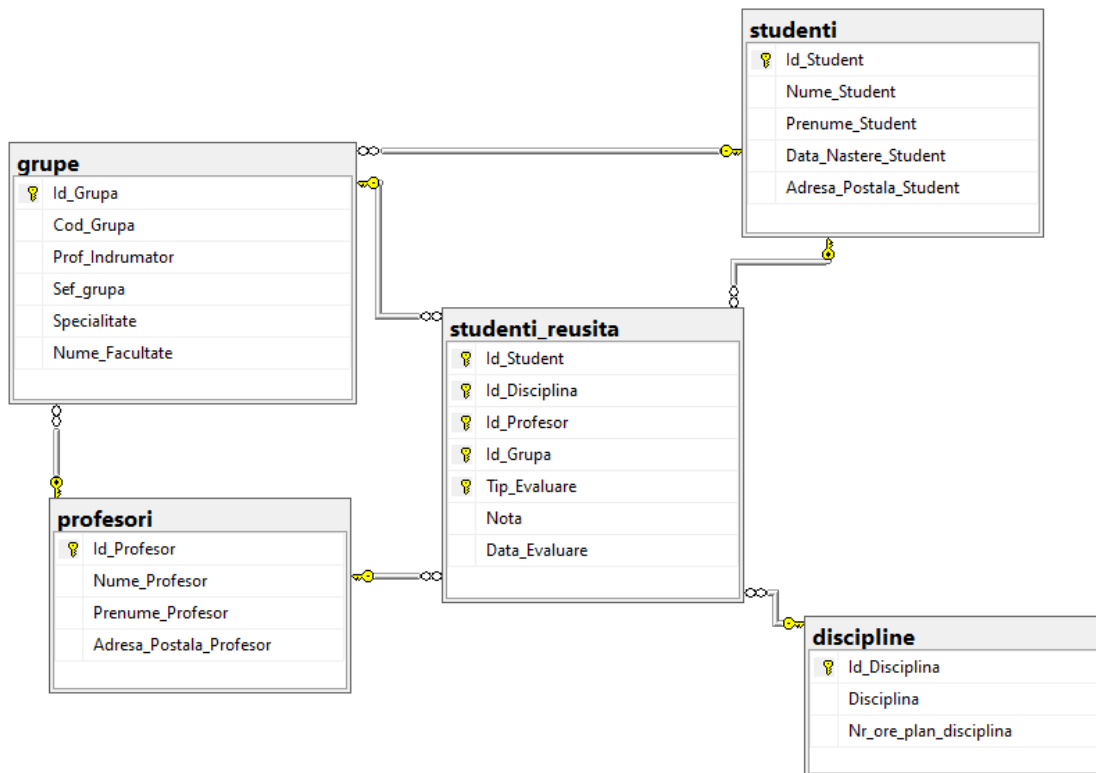 studenti
Id_Student
Nume_Student
Prenume_Student
Data_Nastere_Student
Adresa_Postala_Student
grupe
Id_Grupa
Cod_Grupa
Prof_Indrumator
Sef_grupa
Specialitate
Nume_Facultate
studenti_reusita
Id_Student
Id_Disciplina
Id_Profesor
Id_Grupa
Tip_Evaluare
Nota
Data_Evaluare
profesori
Id_Profesor
Nume_Profesor
Prenume_Profesor
Adresa_Postala_Profesor
discipline
Id_Disciplina
Disciplina
Nr_ore_plan_disciplina